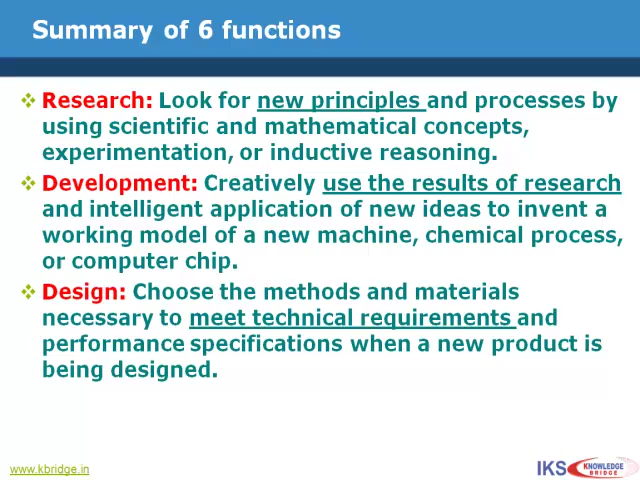 Summary of 6 functions
Research: Look for new principles and processes by
using scientific and mathematical concepts,
experimentation, or inductive reasoning.
Development: Creatively use the results of research
and intelligent application of new ideas to invent a
working model of a new machine, chemical process,
or computer chip.
Design: Choose the methods and materials
necessary to meet technical requirements and
performance specifications when a new product is
being designed.
www.kbridge.in
IKS KNOWLEDGE
BRIDGE